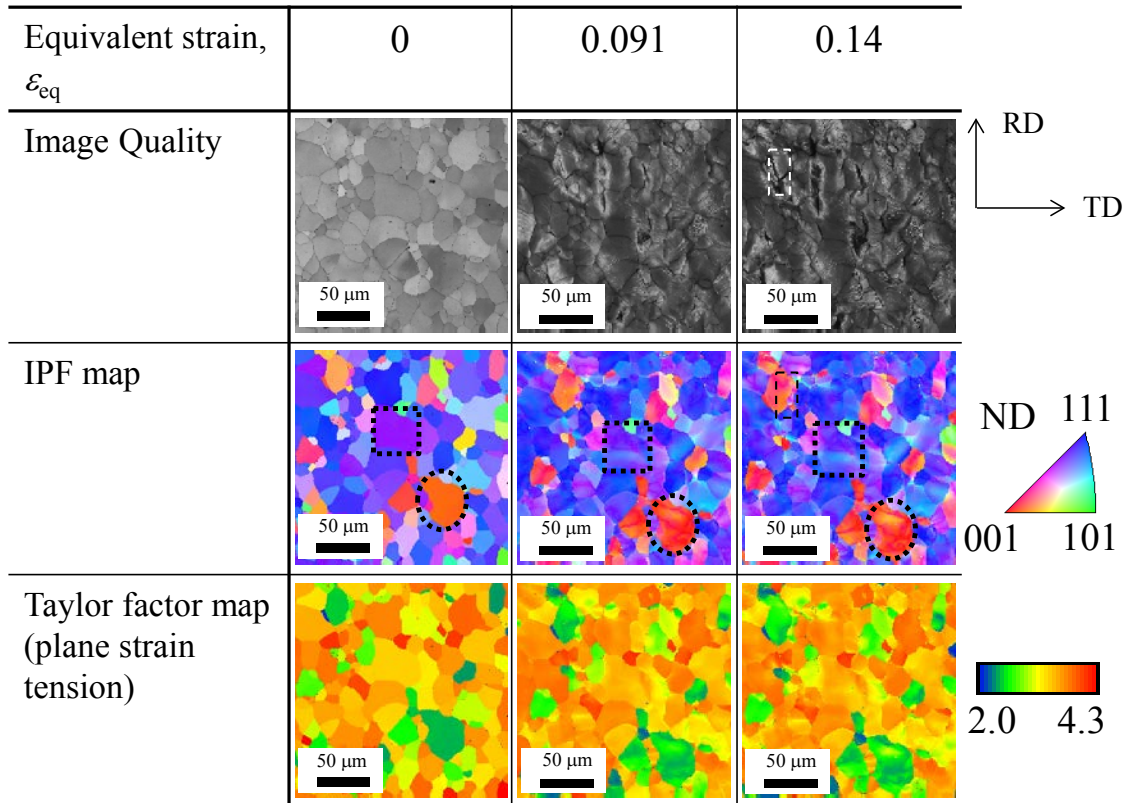 Equivalent strain, 0 0.091 0.14
εeq
Image Quality
RD
TD
50 μm 50 μm 50 μm
IPF map
ND 111
001 101
50 μm 50 μm 50 μm
Taylor factor map
(plane strain
tension)
2.0 4.3
50 μm 50 μm 50 μm